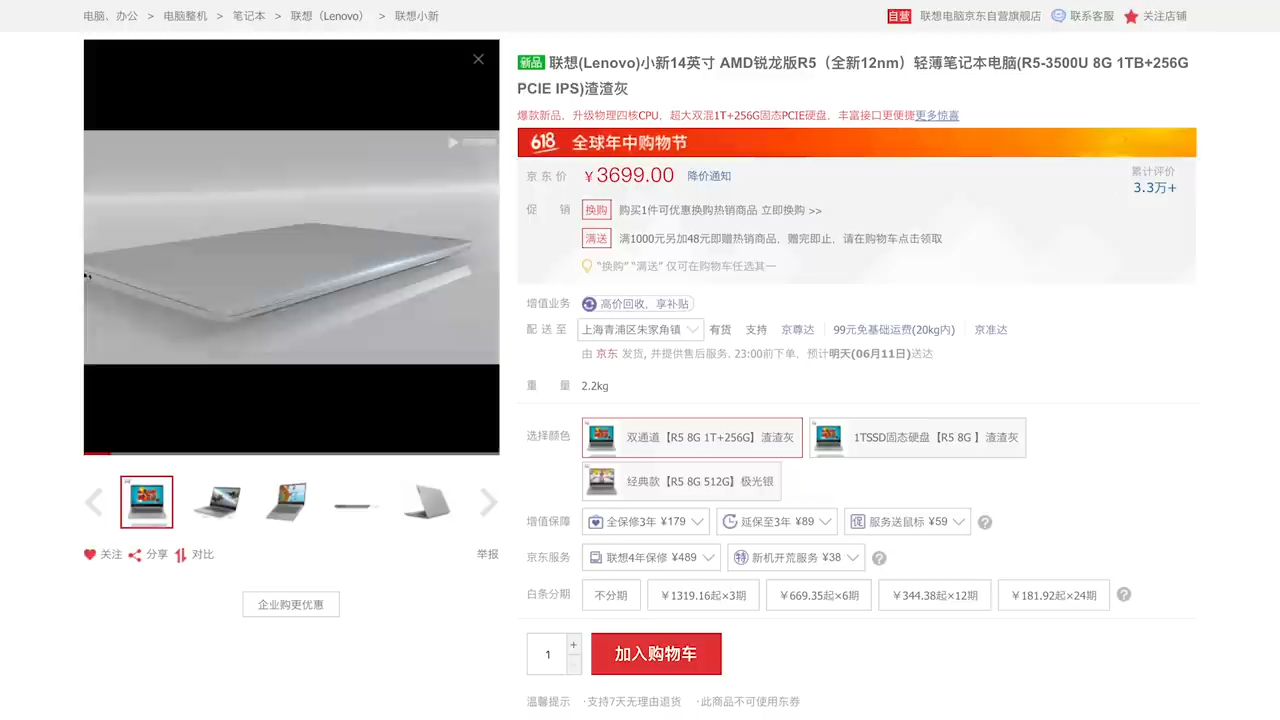 电脑、办公 > 电脑整机 > 笔记本 > 联想（Lenovo） > 联想小新
自营 联想电脑京东自营旗舰店 联系客服 关注店铺
新品 联想(Lenovo)小新14英寸 AMD锐龙版R5（全新12nm）轻薄笔记本电脑(R5-3500U 8G 1TB+256G
PCIE IPS)渣渣灰
爆款新品，升级物理四核CPU，超大双混1T+256G固态PCIE硬盘，丰富接口更便捷更多惊喜
618 全球年中购物节
京东价 ￥3699.00 降价通知
累计评价
3.3万+
促销 换购 购买1件可优惠换购热销商品 立即换购 >>
满送 满1000元另加48元即赠热销商品，赠完即止，请在购物车点击领取
“换购” “满送” 仅可在购物车任选其一
增值业务 高价回收，享补贴
配送至 上海青浦区朱家角镇 有货 支持 京尊达 99元免基础运费(20kg内) 京准达
由 京东 发货, 并提供售后服务. 23:00前下单，预计明天(06月11日)送达
重量 2.2kg
选择颜色 双通道【R5 8G 1T+256G】渣渣灰 1TSSD固态硬盘【R5 8G 】渣渣灰
经典款【R5 8G 512G】极光银
增值保障 全保修3年 ¥179 延保至3年 ¥89 服务送鼠标 ¥59
京东服务 联想4年保修 ¥489 新机开荒服务 ¥38
白条分期 不分期 ￥1319.16起×3期 ￥669.35起×6期 ￥344.38起×12期 ￥181.92起×24期
关注 分享 对比 举报
企业购更优惠
1 + 加入购物车
温馨提示 ·支持7天无理由退货 ·此商品不可使用东券